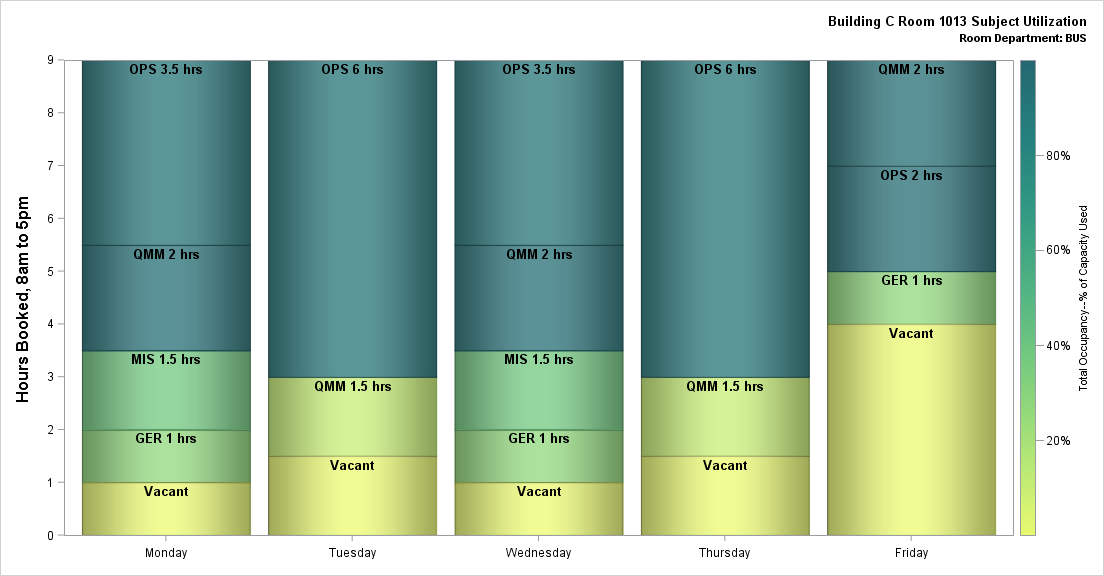 Building C Room 1013 Subject Utilization
Room Department: BUS
Hours Booked, 8am to 5pm
9
8
7
6
5
4
3
2
1
0
OPS 3.5 hrs
QMM 2 hrs
MIS 1.5 hrs
GER 1 hrs
Vacant
OPS 6 hrs
QMM 1.5 hrs
Vacant
OPS 3.5 hrs
QMM 2 hrs
MIS 1.5 hrs
GER 1 hrs
Vacant
OPS 6 hrs
QMM 1.5 hrs
Vacant
QMM 2 hrs
OPS 2 hrs
GER 1 hrs
Vacant
Monday
Tuesday
Wednesday
Thursday
Friday
80%
60%
40%
20%
Total Occupancy--% of Capacity Used